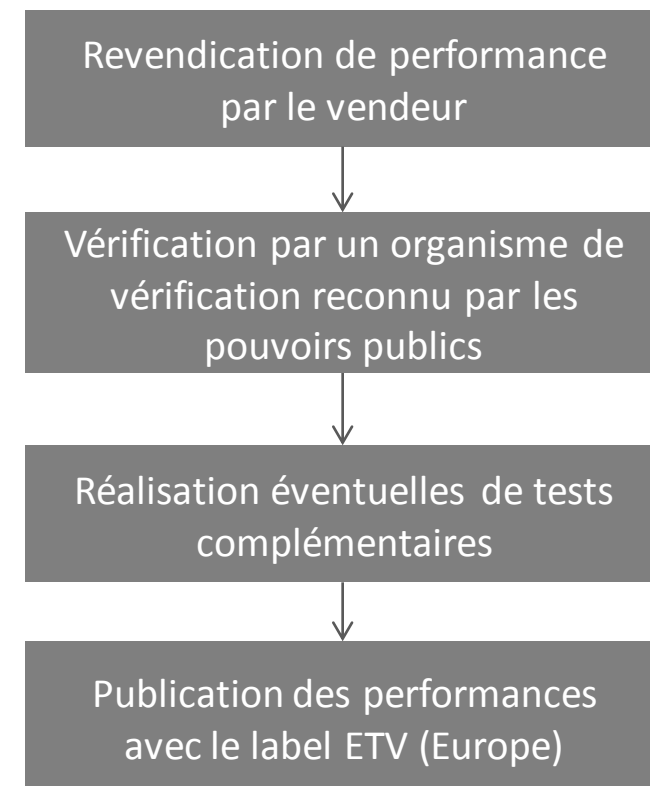 Revendication de performance
par le vendeur
Vérification par un organisme de
vérification reconnu par les
pouvoirs publics
Réalisation éventuelles de tests
complémentaires
Publication des performances
avec le label ETV (Europe)